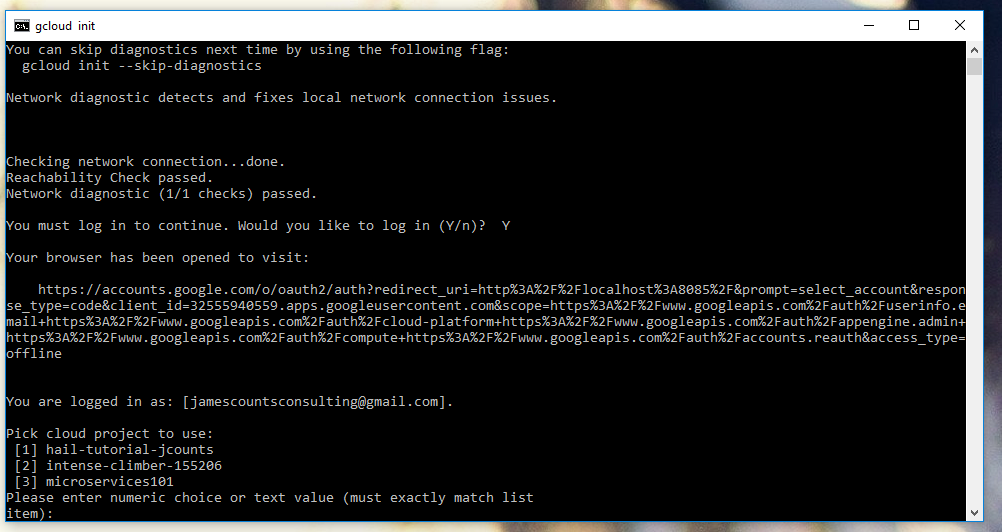 gcloud init
You can skip diagnostics next time by using the following flag:
gcloud init --skip-diagnostics
Network diagnostic detects and fixes local network connection issues.
Checking network connection...done.
Reachability Check passed.
Network diagnostic (1/1 checks) passed.
You must log in to continue. Would you like to log in (Y/n)?  Y
Your browser has been opened to visit:
https://accounts.google.com/o/oauth2/auth?redirect_uri=http%3A%2F%2Flocalhost%3A8085%2F&prompt=select_account&respon
se_type=code&client_id=32555940559.apps.googleusercontent.com&scope=https%3A%2F%2Fwww.googleapis.com%2Fauth%2Fuserinfo.e
mail+https%3A%2F%2Fwww.googleapis.com%2Fauth%2Fcloud-platform+https%3A%2F%2Fwww.googleapis.com%2Fauth%2Fappengine.admin+
https%3A%2F%2Fwww.googleapis.com%2Fauth%2Fcompute+https%3A%2F%2Fwww.googleapis.com%2Fauth%2Faccounts.reauth&access_type=
offline
You are logged in as: [jamescountsconsulting@gmail.com].
Pick cloud project to use:
[1] hail-tutorial-jcounts
[2] intense-climber-155206
[3] microservices101
Please enter numeric choice or text value (must exactly match list
item):